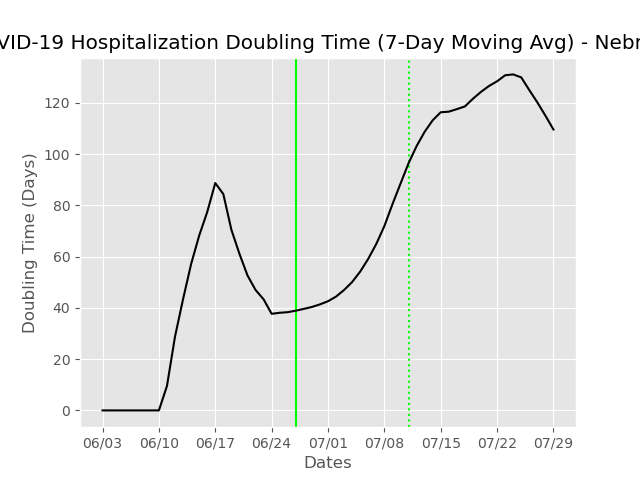 VID-19 Hospitalization Doubling Time (7-Day Moving Avg) - Nebr
120
100
80
60
40
20
0
Doubling Time (Days)
06/03 06/10 06/17 06/24 07/01 07/08 07/15 07/22 07/29
Dates